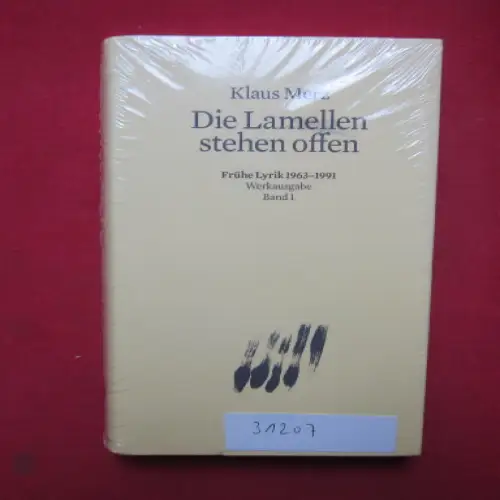 Klaus Merz
Die Lamellen
stehen offen
Frühe Lyrik 1963–1991
Werkausgabe
Band 1
31207